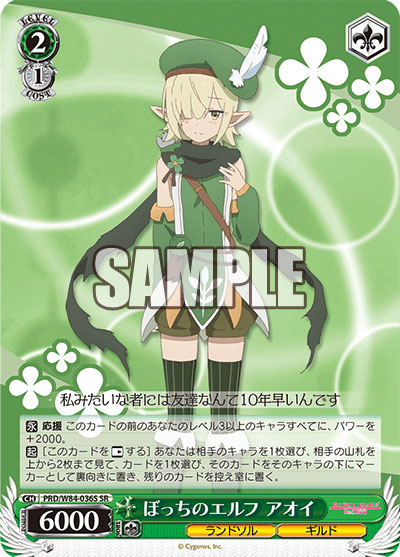 LEVEL
2
1
COST
SAMPLE
私みたいな者には友達なんて10年早いんです
永 応援 このカードの前のあなたのレベル3以上のキャラすべてに、パワーを
+2000。
起 [このカードを する] あなたは相手のキャラを1枚選び、相手の山札を
上から2枚まで見て、カードを1枚選び、そのカードをそのキャラの下にマー
カーとして裏向きに置き、残りのカードを控え室に置く。
CH PRD/W84-036S SR
6000
ぼっちのエルフ アオイ
ランドソル
ギルド
© Cygames, Inc.